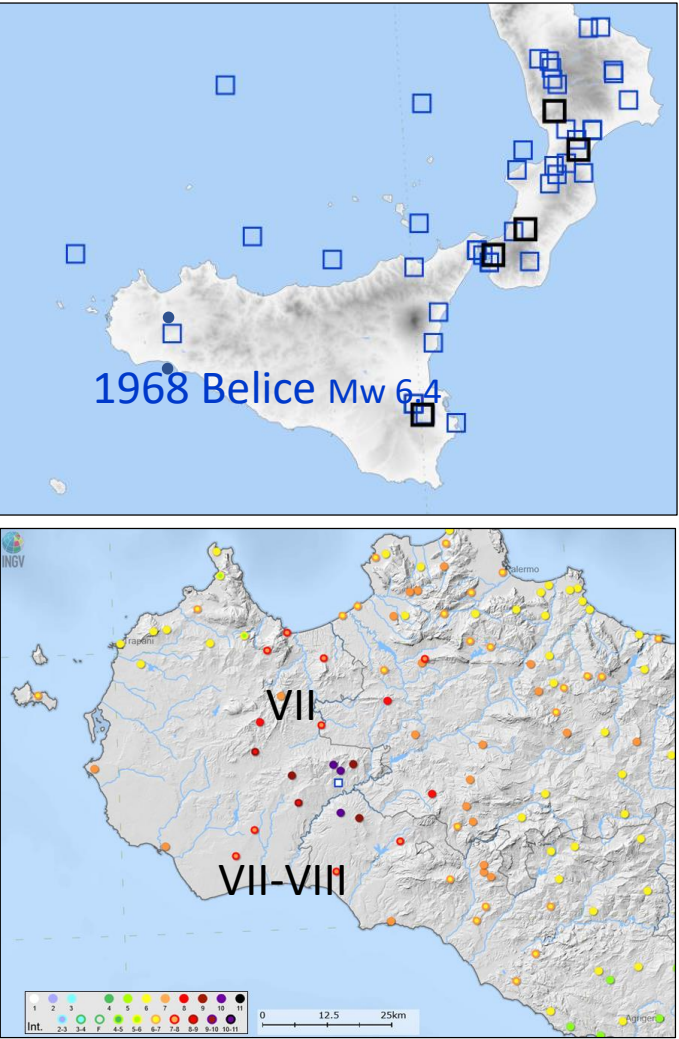 1968 Belice Mw 6.4
INGV
Palermo
Trapani
VII
VII-VIII
Agrigento
1 2 3 4 5 6 7 8 9 10 11
Int. 2-3 3-4 F 4-5 5-6 6-7 7-8 8-9 9-10 10-11
0 12.5 25km